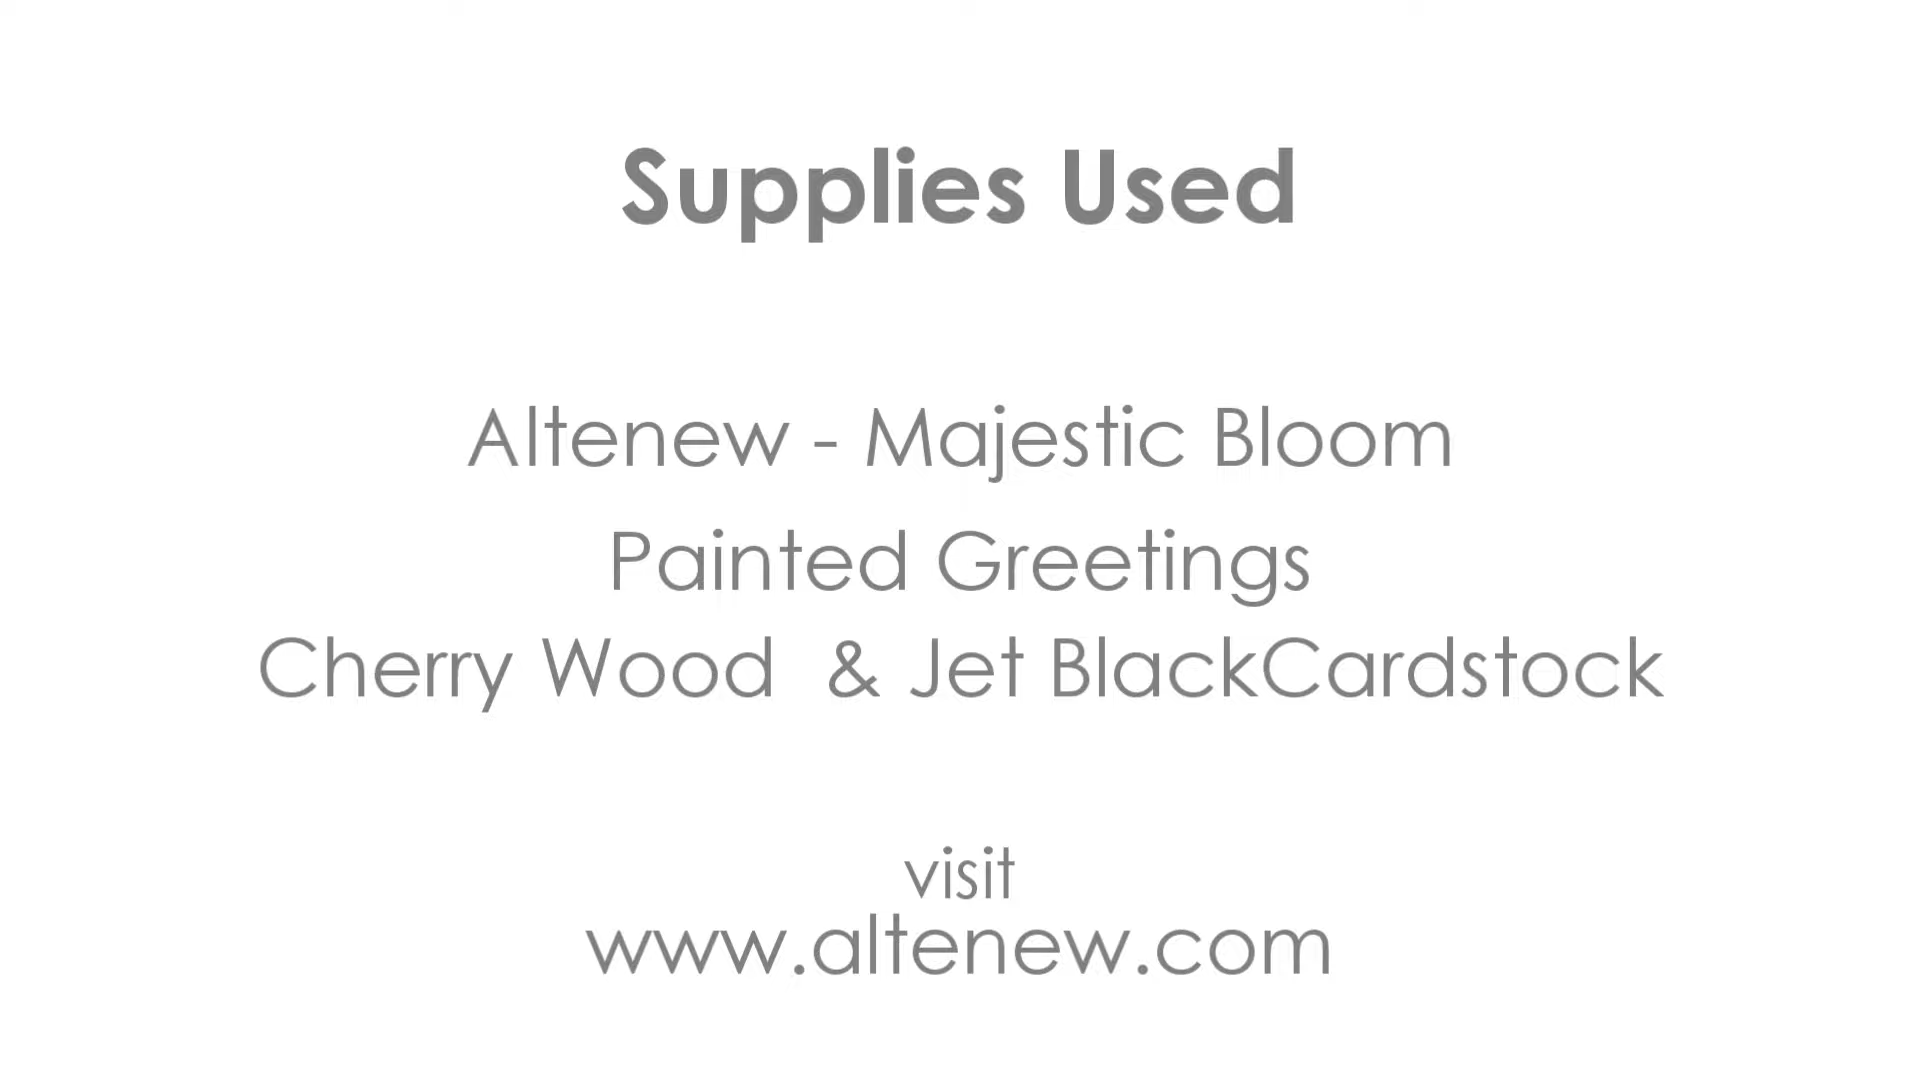 Supplies Used
Altenew - Majestic Bloom
Painted Greetings
Cherry Wood  & Jet BlackCardstock
visit
www.altenew.com